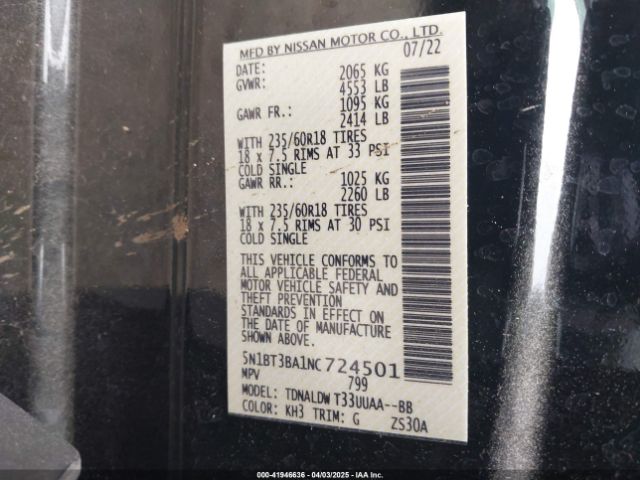 MFD BY NISSAN MOTOR CO., LTD.
DATE: 07/22
GVWR: 2065 KG
4553 LB
GAWR FR.: 1095 KG
2414 LB
WITH 235/60R18 TIRES
18 x 7.5 RIMS AT 33 PSI
COLD SINGLE
GAWR RR.: 1025 KG
2260 LB
WITH 235/60R18 TIRES
18 x 7.5 RIMS AT 30 PSI
COLD SINGLE
THIS VEHICLE CONFORMS TO
ALL APPLICABLE FEDERAL
MOTOR VEHICLE SAFETY AND
THEFT PREVENTION
STANDARDS IN EFFECT ON
THE DATE OF MANUFACTURE
SHOWN ABOVE.
5N1BT3BA1NC724501
MPV 799
MODEL: TDNALDW T33UUAA--BB
COLOR: KH3 TRIM: G ZS30A
000-41946636 - 04/03/2025 - IAA Inc.